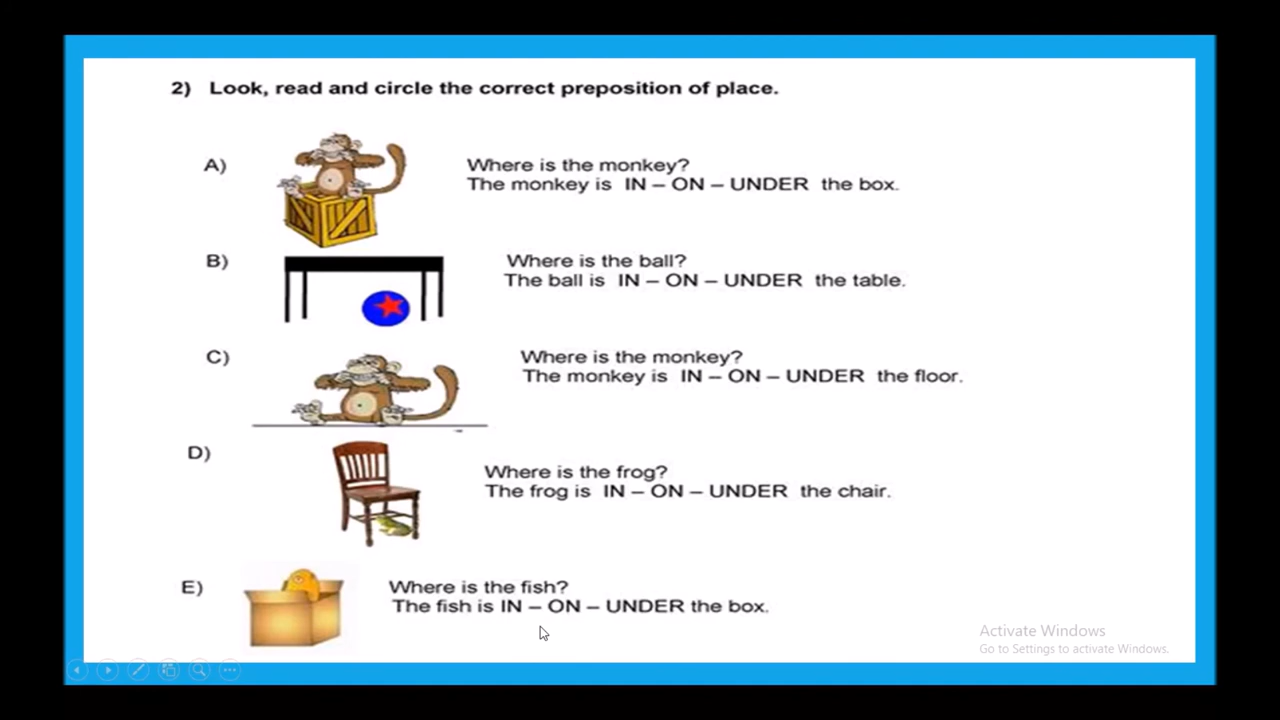 2) Look, read and circle the correct preposition of place.
A)
Where is the monkey?
The monkey is IN – ON – UNDER the box.
B)
Where is the ball?
The ball is IN – ON – UNDER the table.
C)
Where is the monkey?
The monkey is IN – ON – UNDER the floor.
D)
Where is the frog?
The frog is IN – ON – UNDER the chair.
E)
Where is the fish?
The fish is IN – ON – UNDER the box.
Activate Windows
Go to Settings to activate Windows.